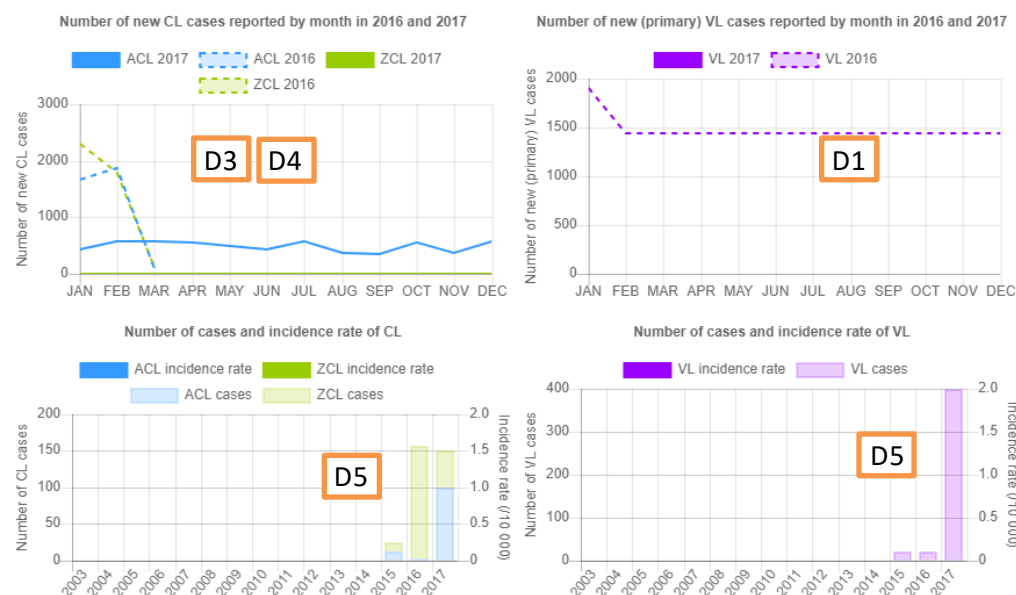 Number of new CL cases reported by month in 2016 and 2017
ACL 2017 ACL 2016 ZCL 2017
ZCL 2016
Number of new CL cases
3000
2000
1000
0
D3 D4
JAN FEB MAR APR MAY JUN JUL AUG SEP OCT NOV DEC
Number of new (primary) VL cases reported by month in 2016 and 2017
VL 2017 VL 2016
Number of new (primary) VL cases
2000
1500
1000
500
0
D1
JAN FEB MAR APR MAY JUN JUL AUG SEP OCT NOV DEC
Number of cases and incidence rate of CL
ACL incidence rate ZCL incidence rate
ACL cases ZCL cases
Number of CL cases
200
150
100
50
0
D5
2.0
1.5
1.0
0.5
0
Incidence rate (/10 000)
2003 2004 2005 2006 2007 2008 2009 2010 2011 2012 2013 2014 2015 2016 2017
Number of cases and incidence rate of VL
VL incidence rate VL cases
Number of VL cases
400
300
200
400
0
D5
2.0
1.5
1.0
0.5
0
Incidence rate (/10 000)
2003 2004 2005 2006 2007 2008 2009 2010 2011 2012 2013 2014 2015 2016 2017